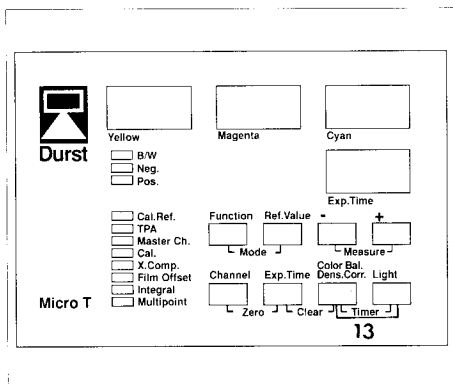 Durst
Yellow
Magenta
Cyan
B/W
Neg.
Pos.
Exp.Time
Cal.Ref.
TPA
Master Ch.
Cal.
X.Comp.
Film Offset
Integral
Multipoint
Function Ref.Value - +
Mode Measure
Channel Exp.Time Color Bal. Dens.Corr. Light
Zero Clear Timer
Micro T
13